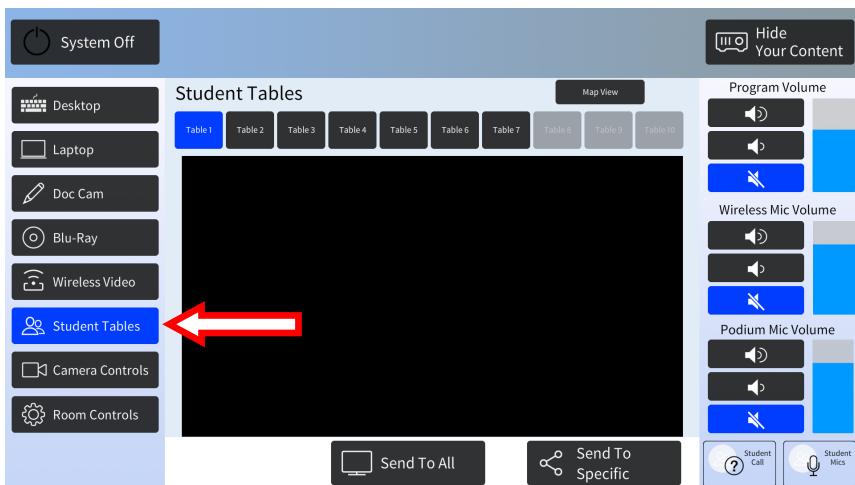 System Off
Hide
Your Content
Desktop
Laptop
Doc Cam
Blu-Ray
Wireless Video
Student Tables
Camera Controls
Room Controls
Student Tables
Map View
Table 1
Table 2
Table 3
Table 4
Table 5
Table 6
Table 7
Table 8
Table 9
Table 10
Send To All
Send To
Specific
Program Volume
Wireless Mic Volume
Podium Mic Volume
Student
Call
Student
Mics